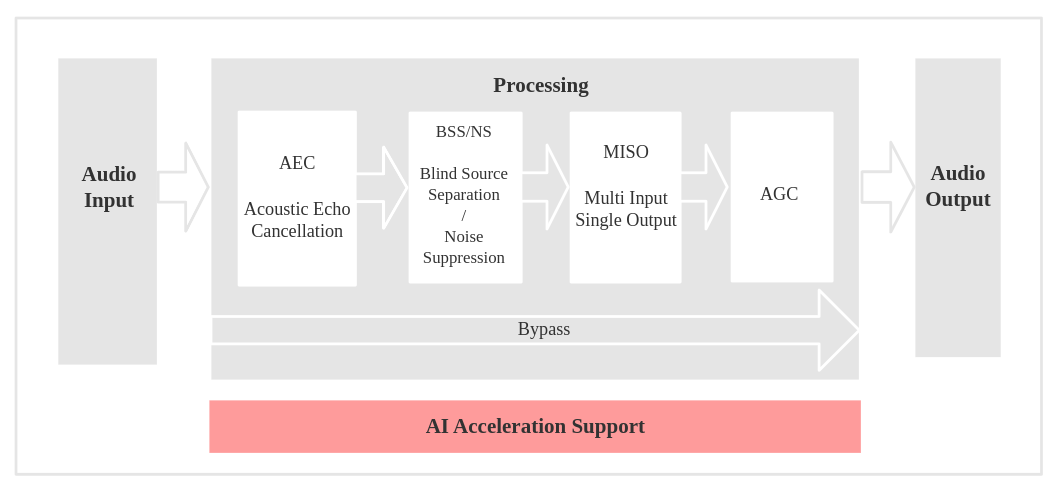 Processing
Audio
Input
AEC
Acoustic Echo
Cancellation
BSS/NS
Blind Source
Separation
/
Noise
Suppression
MISO
Multi Input
Single Output
AGC
Audio
Output
Bypass
AI Acceleration Support